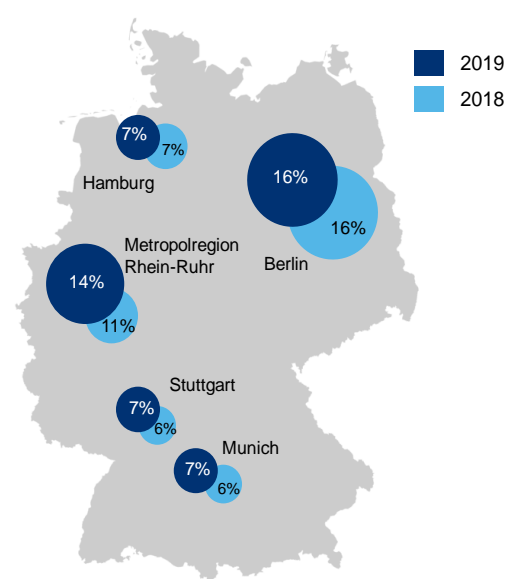 2019
2018
7%
7%
Hamburg
16%
16%
Berlin
Metropolregion
Rhein-Ruhr
14%
11%
Stuttgart
7%
6%
Munich
7%
6%